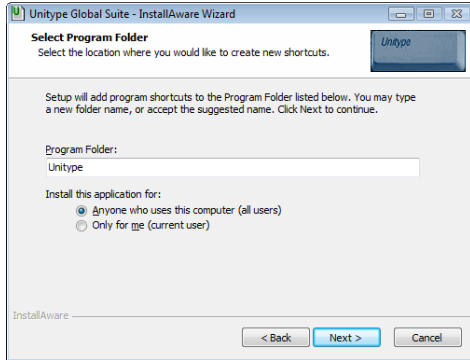 Unitype Global Suite - InstallAware Wizard
Select Program Folder
Select the location where you would like to create new shortcuts.
Unitype
Setup will add program shortcuts to the Program Folder listed below. You may type
a new folder name, or accept the suggested name. Click Next to continue.
Program Folder:
Unitype
Install this application for:
Anyone who uses this computer (all users)
Only for me (current user)
InstallAware
< Back
Next >
Cancel